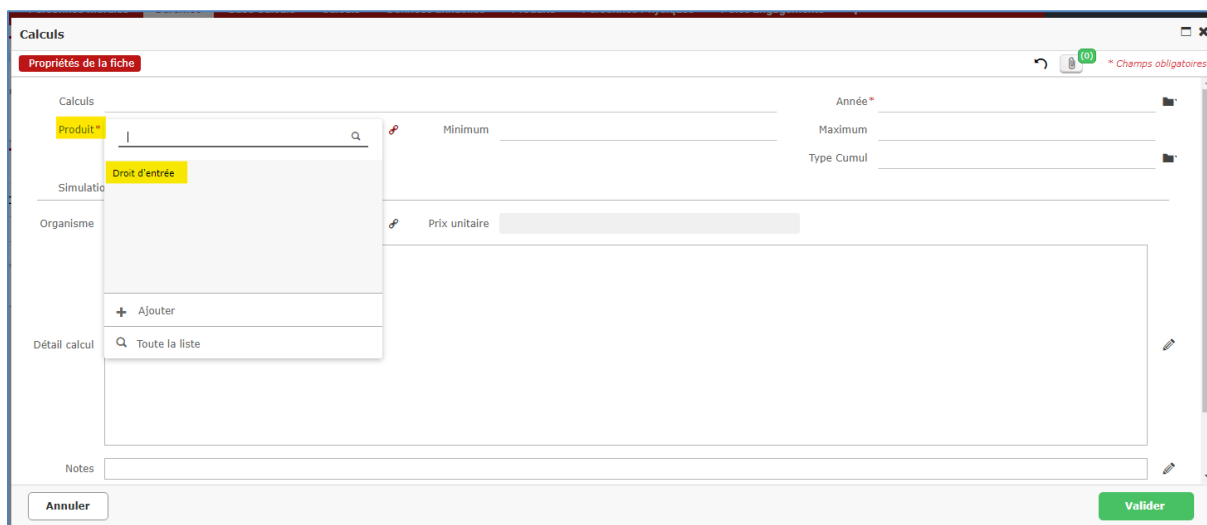 Calculs
Propriétés de la fiche (0) * Champs obligatoires
Calculs Année*
Produit* Minimum Maximum
Type Cumul
Droit d'entrée
Organisme Prix unitaire
+ Ajouter
Détail calcul Toute la liste
Notes
Annuler Valider